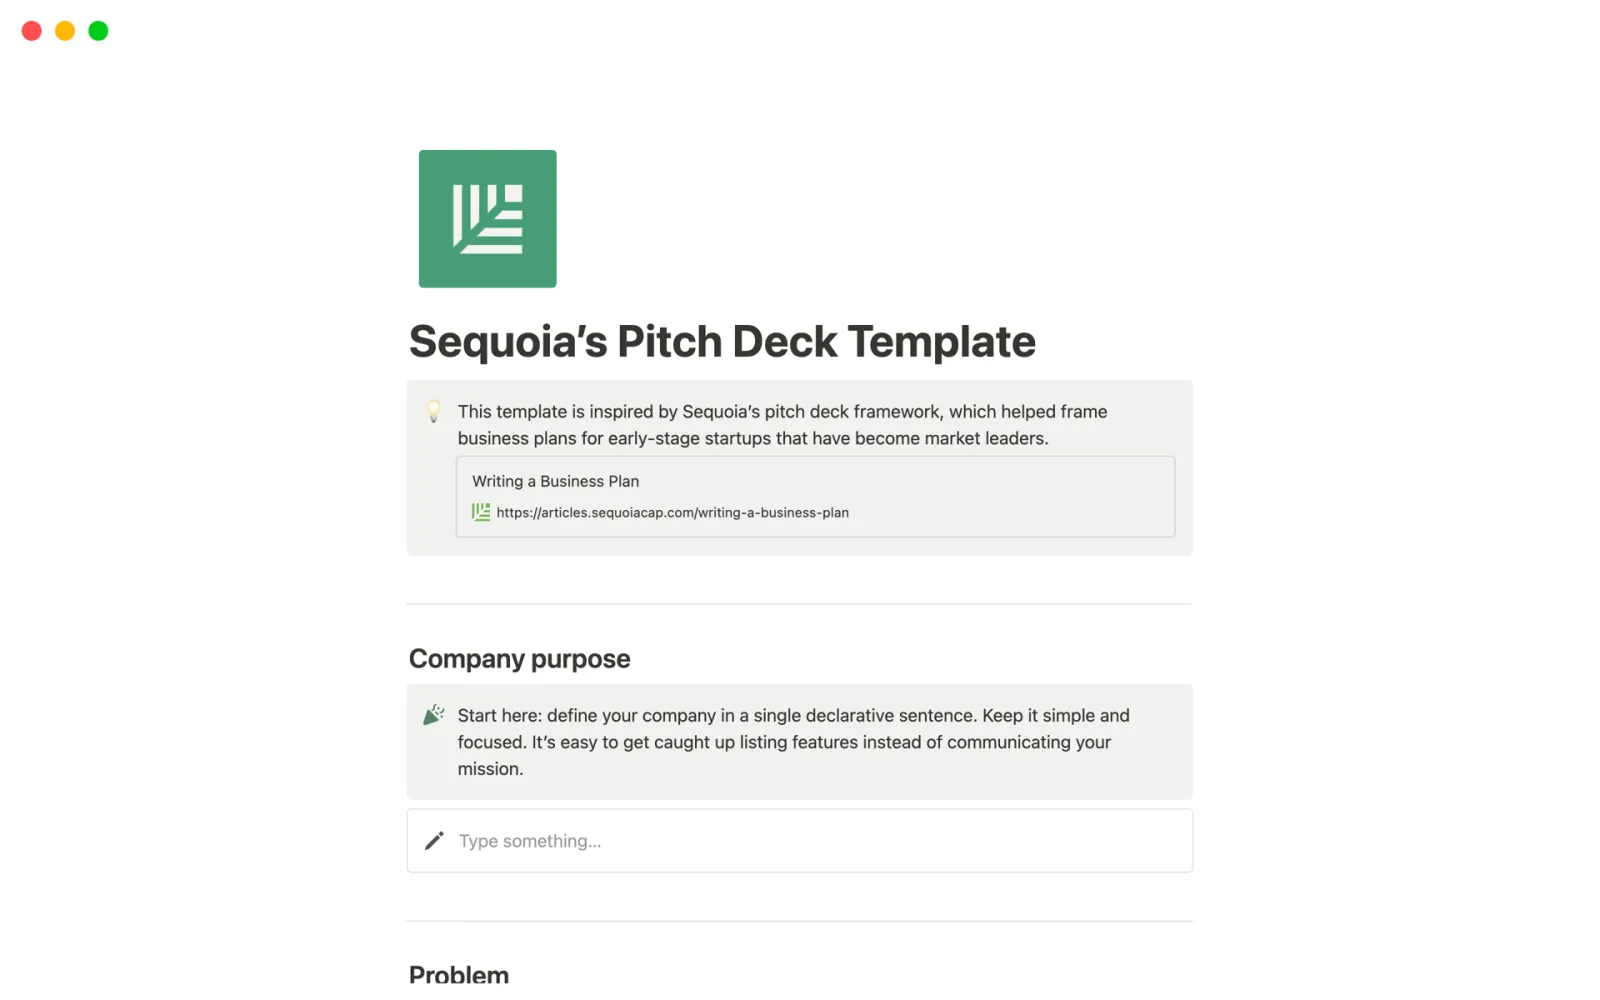 Sequoia’s Pitch Deck Template
This template is inspired by Sequoia’s pitch deck framework, which helped frame
business plans for early-stage startups that have become market leaders.
Writing a Business Plan
https://articles.sequoiacap.com/writing-a-business-plan
Company purpose
Start here: define your company in a single declarative sentence. Keep it simple and
focused. It’s easy to get caught up listing features instead of communicating your
mission.
Type something...
Problem